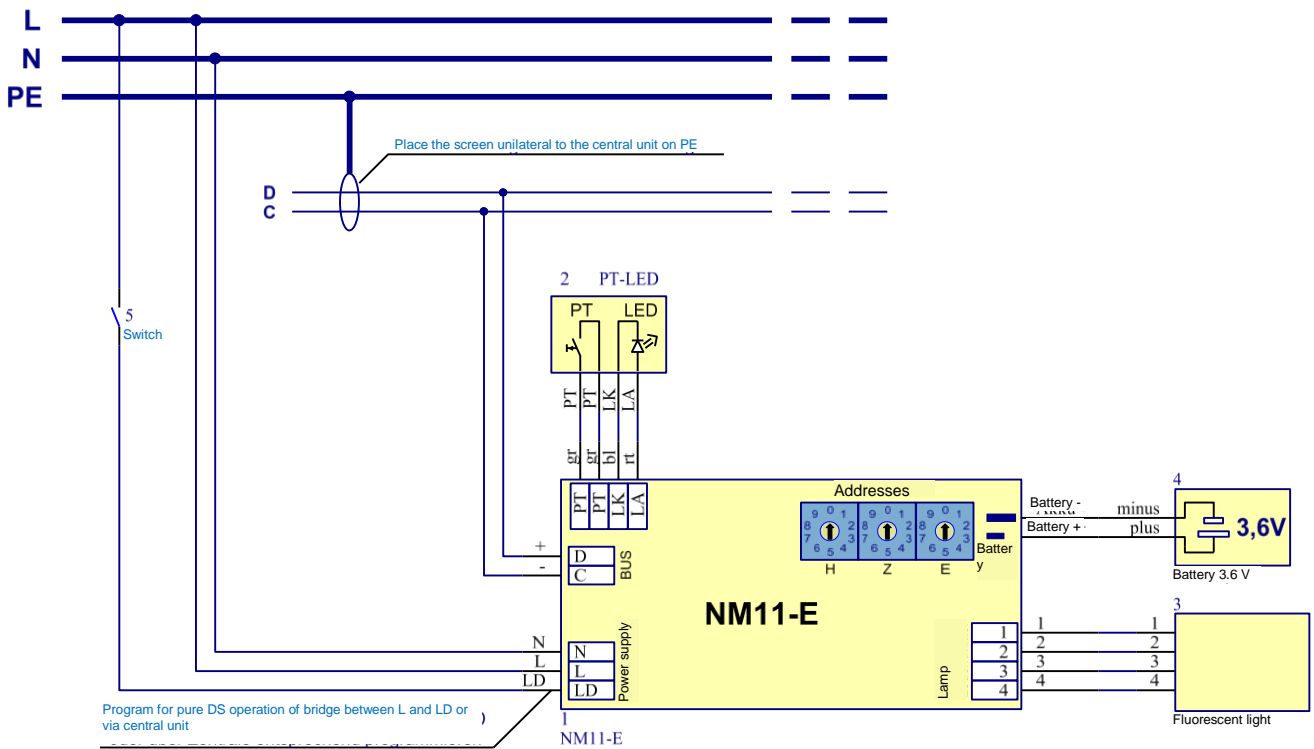 L
N
PE
Place the screen unilateral to the central unit on PE
D
C
2 PT-LED
PT LED
5
Switch
PT PT LK LA
gr gr bl rt
PT PT LK LA
Addresses
9 0 1 8 2 7 3 6 5 4
9 0 1 8 2 7 3 6 5 4
9 0 1 8 2 7 3 6 5 4
H Z E
Batter
y
Battery - minus
Battery + plus
4
3,6V
Battery 3.6 V
+ D
- C
BUS
NM11-E
3
N N
L L
LD LD
Power supply
Lamp
1 1 1
2 2 2
3 3 3
4 4 4
Fluorescent light
Program for pure DS operation of bridge between L and LD or
via central unit )
1
NM11-E